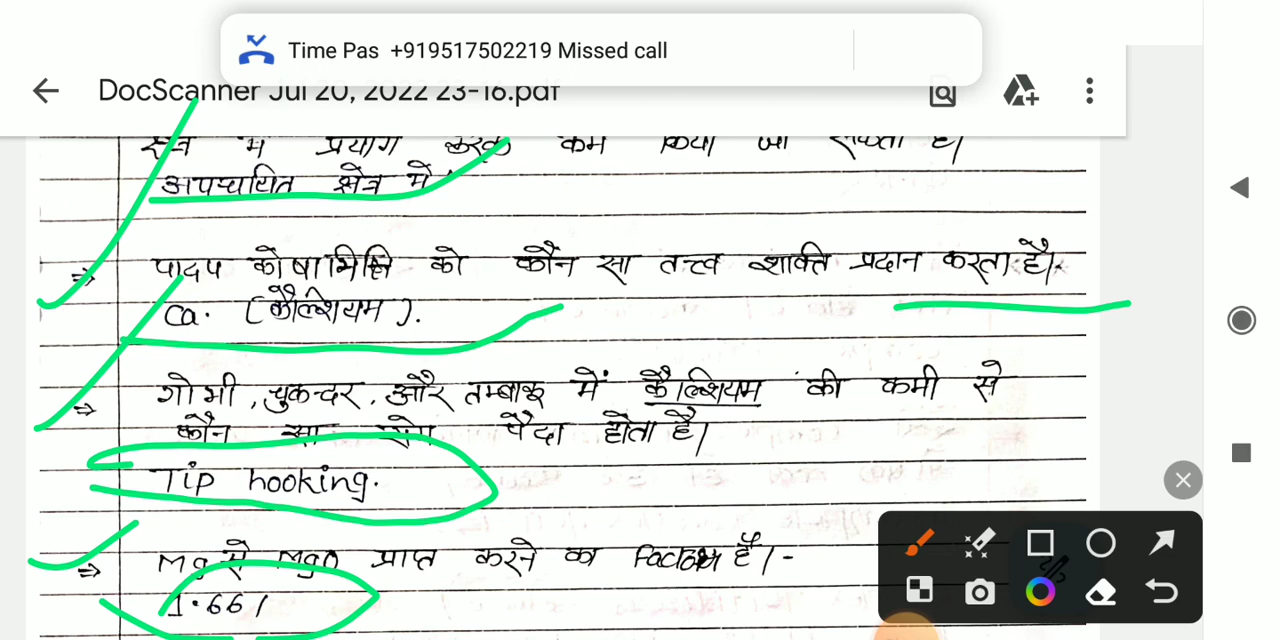 Time Pas +919517502219 Missed call
DocScanner Jul 20, 2022 23-16.pdf
क्षेत्र में प्रयोग करके कम किया जा सकता है।
अपचयित क्षेत्र में।
⇒ पादप कोषाभित्ति को कौन सा तत्त्व शक्ति प्रदान करता है।
Ca. (कैल्शियम).
⇒ गोभी, चुकन्दर, और तम्बाकू में कैल्शियम की कमी से
कौन सा रोग पैदा होता है।
Tip hooking.
⇒ Mg से MgO प्राप्त करने का Factor है।-
1.661